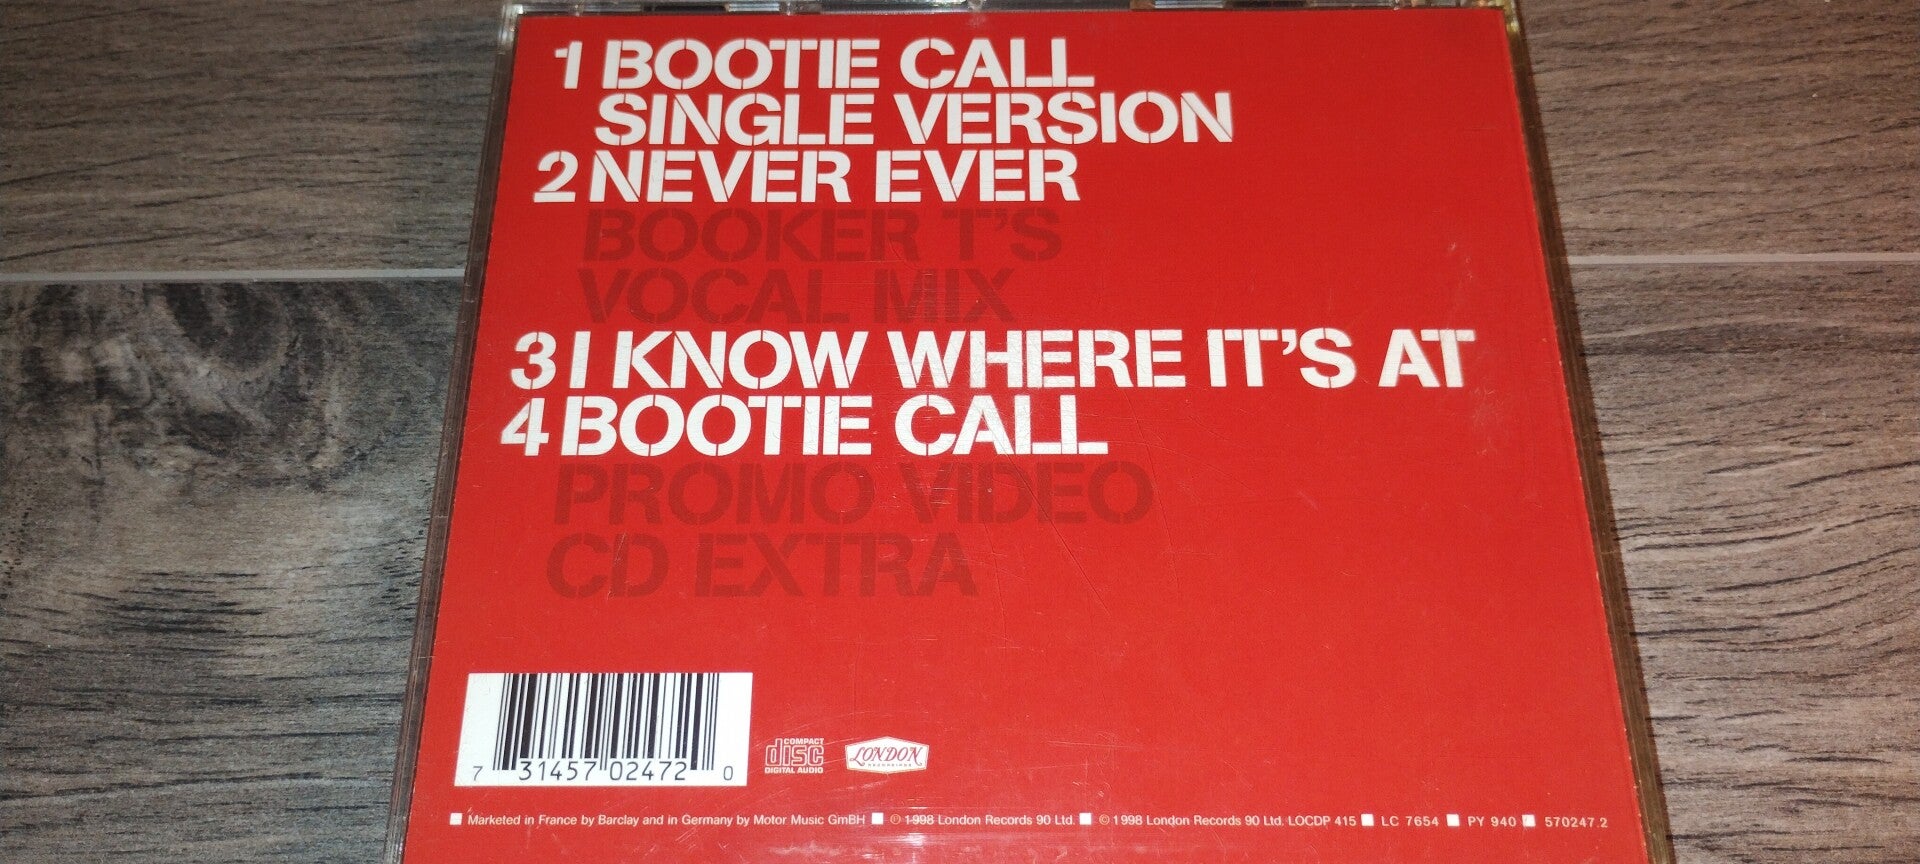 1 BOOTIE CALL
SINGLE VERSION
2 NEVER EVER
BOOKER T'S
VOCAL MIX
3 I KNOW WHERE IT'S AT
4 BOOTIE CALL
PROMO VIDEO
CD EXTRA
7 31457 02472 0
COMPACT
disc
DIGITAL AUDIO
LONDON
RECORDINGS
Marketed in France by Barclay and in Germany by Motor Music GmBH ℗ 1998 London Records 90 Ltd. © 1998 London Records 90 Ltd. LOCDP 415 LC 7654 PY 940 570247.2